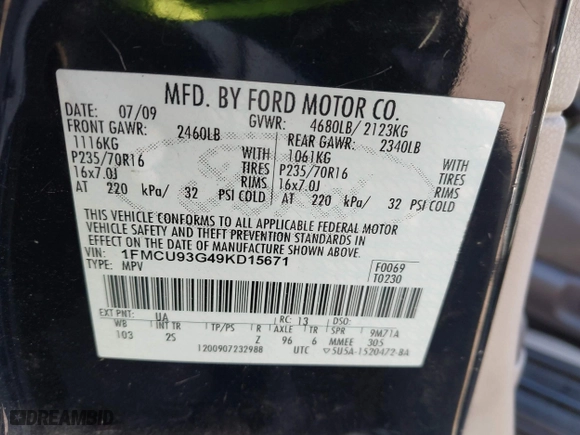 MFD. BY FORD MOTOR CO.
DATE: 07/09 GVWR: 4680LB/ 2123KG
FRONT GAWR: 2460LB REAR GAWR: 2340LB
1116KG WITH 1061KG WITH
P235/70R16 TIRES P235/70R16 TIRES
16x7.0J RIMS 16x7.0J RIMS
AT 220 kPa/ 32 PSI COLD AT 220 kPa/ 32 PSI COLD
THIS VEHICLE CONFORMS TO ALL APPLICABLE FEDERAL MOTOR
VEHICLE SAFETY AND THEFT PREVENTION STANDARDS IN
EFFECT ON THE DATE OF MANUFACTURE SHOWN ABOVE.
VIN: 1FMCU93G49KD15671
TYPE: MPV F0069
T0230
EXT PNT: UA RC: 13 DSO:
WB INT TR TP/PS R AXLE TR SPR 9M71A
103 2S Z 96 6 MMEE 305
1200907232988 UTC 5U5A-1520472-BA
DREAMBID